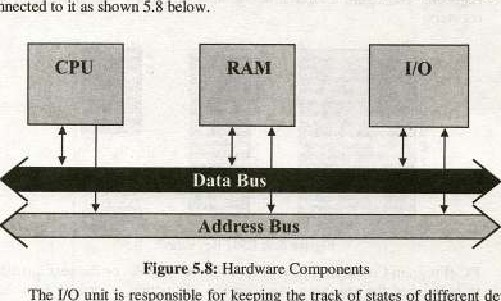 nnected to it as shown 5.8 below.
CPU
RAM
I/O
Data Bus
Address Bus
Figure 5.8: Hardware Components
The I/O unit is responsible for keeping the track of states of different